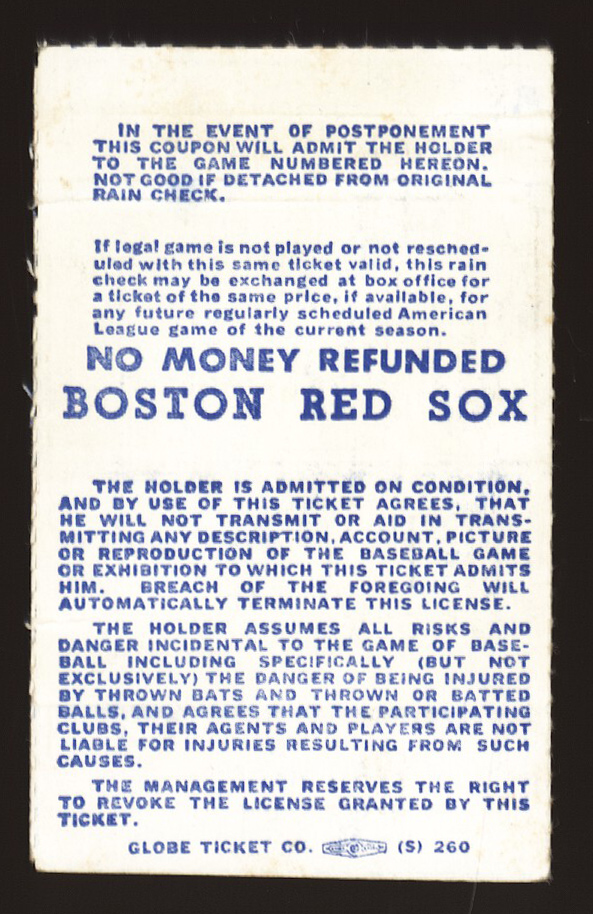 IN THE EVENT OF POSTPONEMENT
THIS COUPON WILL ADMIT THE HOLDER
TO THE GAME NUMBERED HEREON.
NOT GOOD IF DETACHED FROM ORIGINAL
RAIN CHECK.
If legal game is not played or not resched-
uled with this same ticket valid, this rain
check may be exchanged at box office for
a ticket of the same price, if available, for
any future regularly scheduled American
League game of the current season.
NO MONEY REFUNDED
BOSTON RED SOX
THE HOLDER IS ADMITTED ON CONDITION,
AND BY USE OF THIS TICKET AGREES, THAT
HE WILL NOT TRANSMIT OR AID IN TRANS-
MITTING ANY DESCRIPTION, ACCOUNT, PICTURE
OR REPRODUCTION OF THE BASEBALL GAME
OR EXHIBITION TO WHICH THIS TICKET ADMITS
HIM. BREACH OF THE FOREGOING WILL
AUTOMATICALLY TERMINATE THIS LICENSE.
THE HOLDER ASSUMES ALL RISKS AND
DANGER INCIDENTAL TO THE GAME OF BASE-
BALL INCLUDING SPECIFICALLY (BUT NOT
EXCLUSIVELY) THE DANGER OF BEING INJURED
BY THROWN BATS AND THROWN OR BATTED
BALLS, AND AGREES THAT THE PARTICIPATING
CLUBS, THEIR AGENTS AND PLAYERS ARE NOT
LIABLE FOR INJURIES RESULTING FROM SUCH
CAUSES.
THE MANAGEMENT RESERVES THE RIGHT
TO REVOKE THE LICENSE GRANTED BY THIS
TICKET.
GLOBE TICKET CO. (S) 260